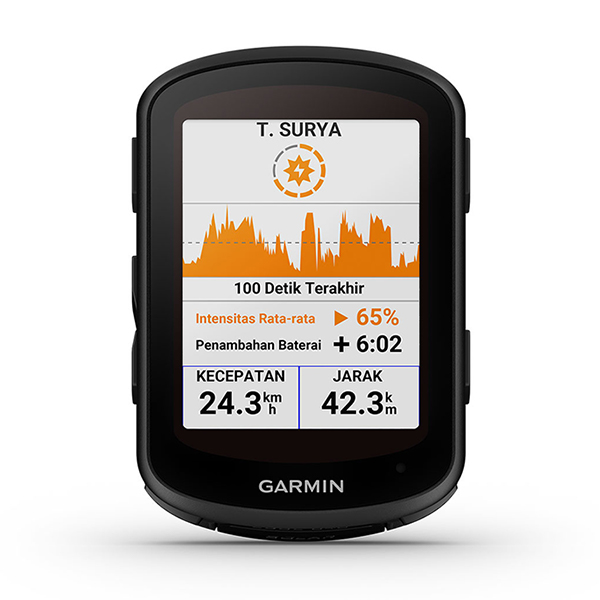 T. SURYA
100 Detik Terakhir
Intensitas Rata-rata ▶ 65%
Penambahan Baterai + 6:02
KECEPATAN JARAK
24.3 km/h 42.3 km
GARMIN